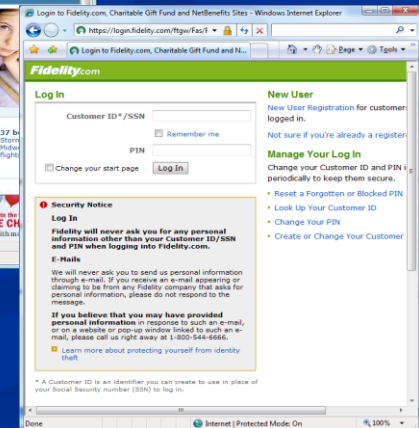 Login to Fidelity.com, Charitable Gift Fund and NetBenefits Sites - Windows Internet Explorer
https://login.fidelity.com/ftgw/Fas/F
Login to Fidelity.com, Charitable Gift Fund and N...
Page
Tools
Fidelity.com
Log In
Customer ID*/SSN
Remember me
PIN
Change your start page
Log In
Security Notice
Log In
Fidelity will never ask you for any personal
information other than your Customer ID/SSN
and PIN when logging into Fidelity.com.
E-Mails
We will never ask you to send us personal information
through e-mail. If you receive an e-mail appearing or
claiming to be from any Fidelity company that asks for
personal information, please do not respond to the
message.
If you believe that you may have provided
personal information in response to such an e-mail,
or on a website or pop-up window linked to such an e-
mail, please call us right away at 1-800-544-6666.
Learn more about protecting yourself from identity
theft
* A Customer ID is an identifier you can create to use in place of
your Social Security number (SSN) to log in.
New User
New User Registration for customers
logged in.
Not sure if you're already a register
Manage Your Log In
Change your Customer ID and PIN
periodically to keep them secure.
Reset a Forgotten or Blocked PIN
Look Up Your Customer ID
Change Your PIN
Create or Change Your Customer
37 b
Storm
Midw
flights
Done
Internet | Protected Mode: On
100%